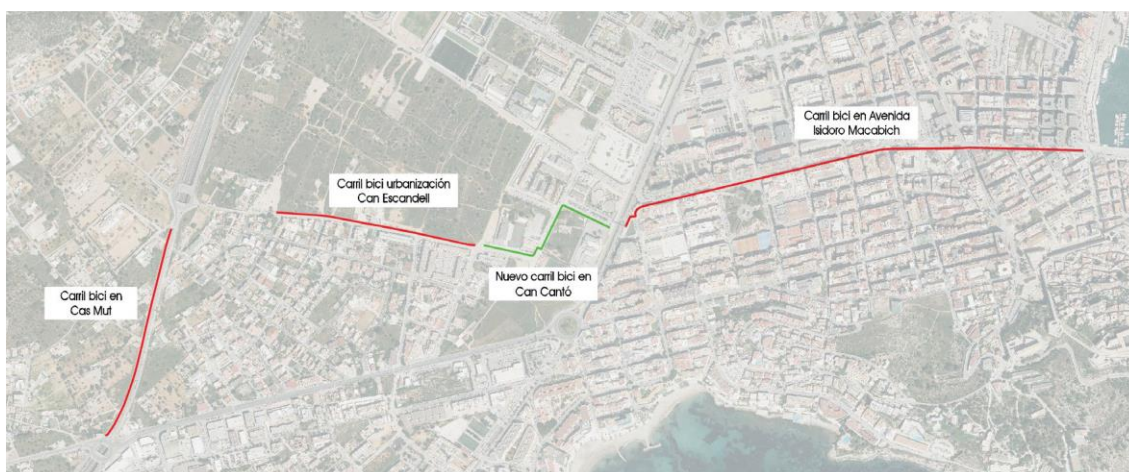 Carril bici en Avenida
Isidoro Macabich
Carril bici urbanización
Can Escandell
Nuevo carril bici en
Can Cantó
Carril bici en
Cas Mut